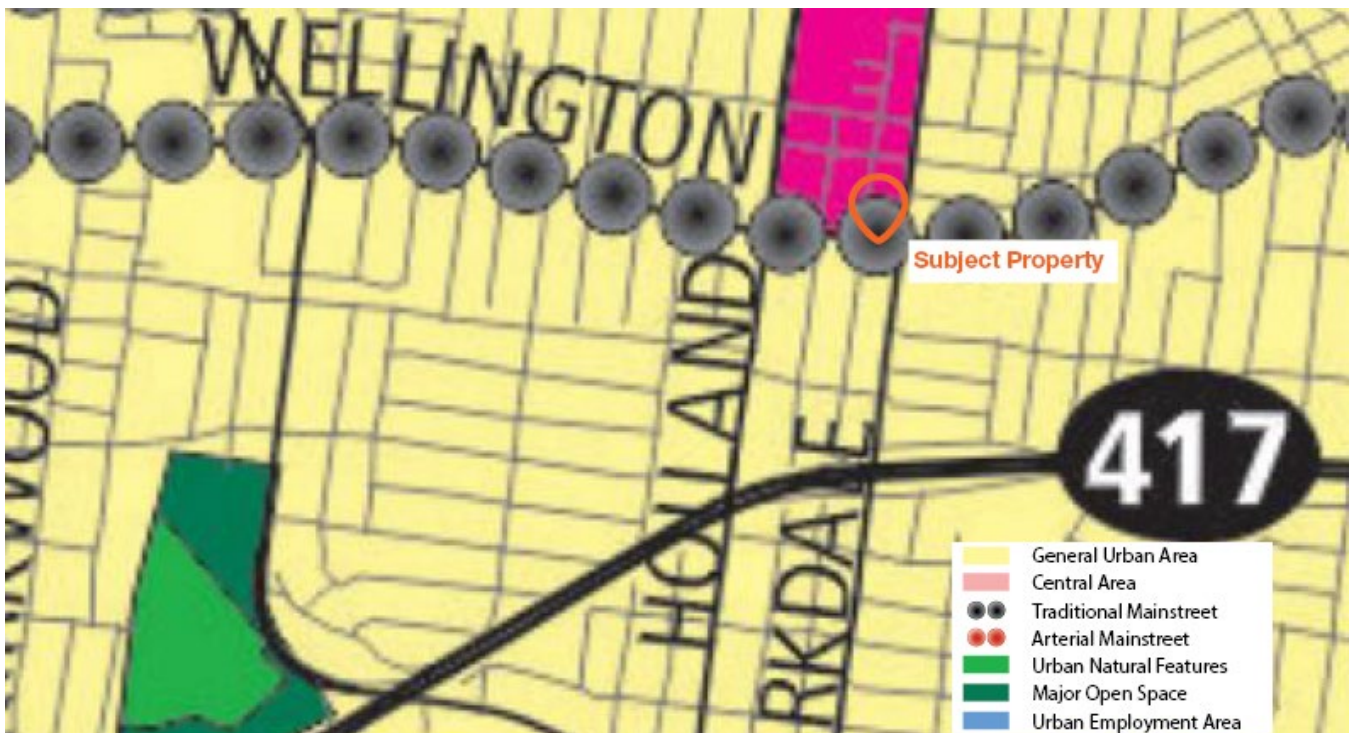 WELLINGTON
Subject Property
HOLLAND
417
RKDALE
General Urban Area
Central Area
Traditional Mainstreet
Arterial Mainstreet
Urban Natural Features
Major Open Space
Urban Employment Area